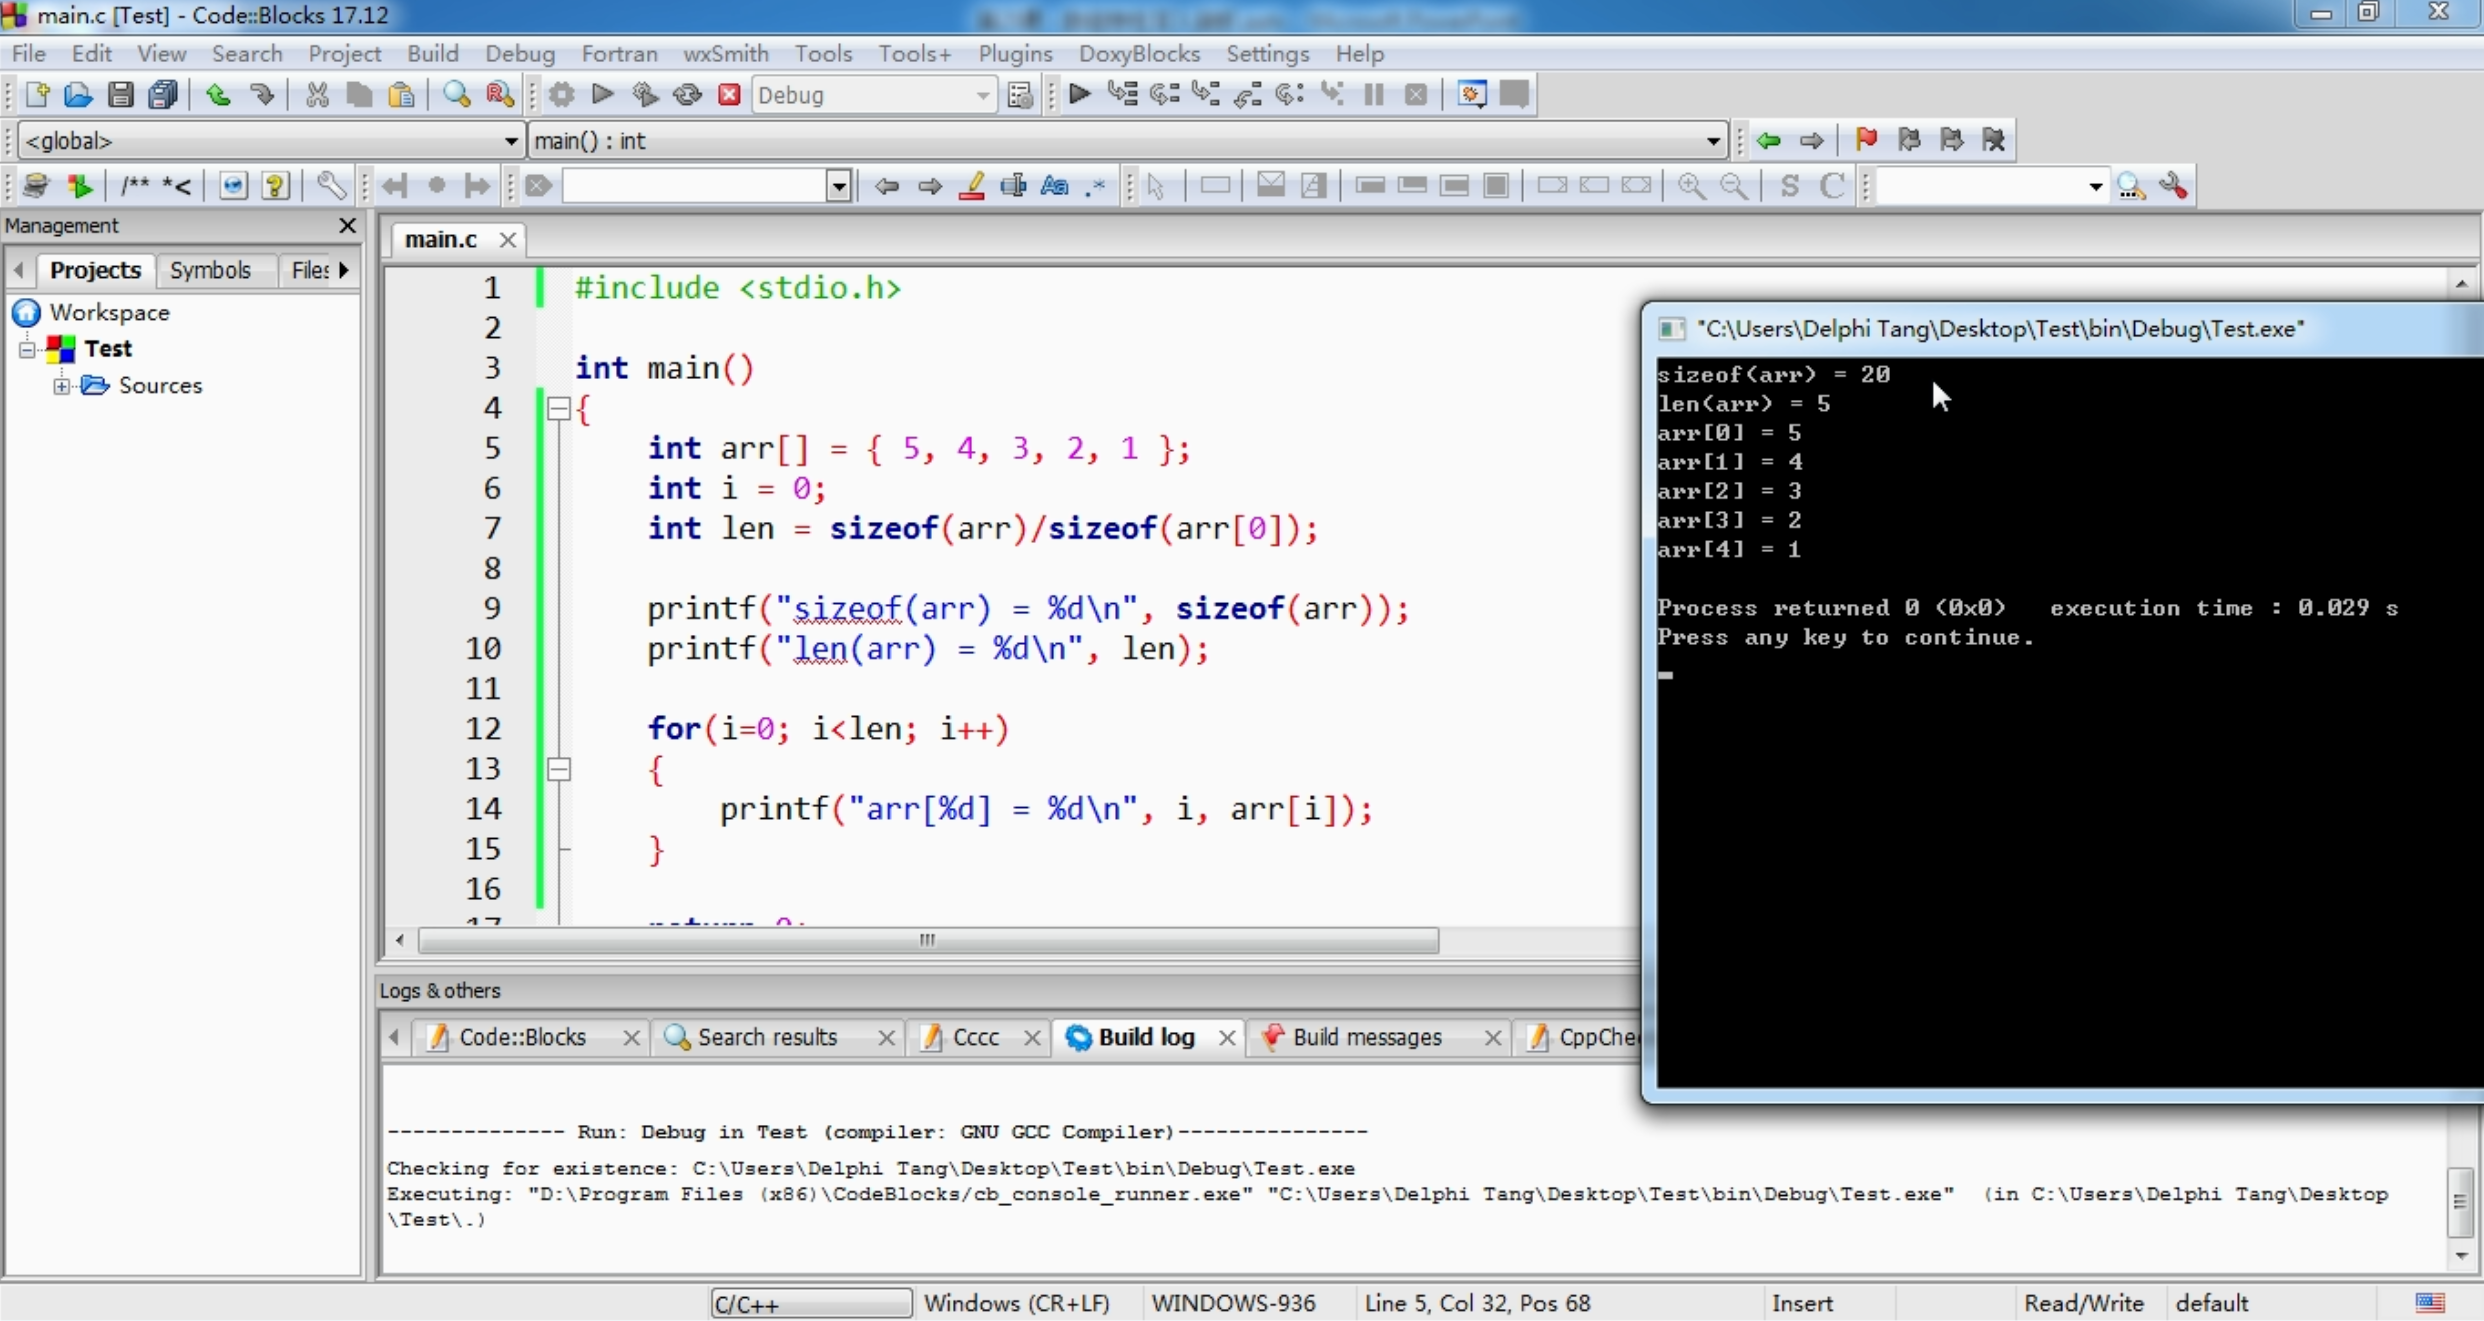 main.c [Test] - Code::Blocks 17.12
File Edit View Search Project Build Debug Fortran wxSmith Tools Tools+ Plugins DoxyBlocks Settings Help
Debug
<global> main() : int
/** *<
S C
Management
Projects Symbols Files
Workspace
Test
Sources
main.c
1 #include <stdio.h>
2
3 int main()
4 {
5     int arr[] = { 5, 4, 3, 2, 1 };
6     int i = 0;
7     int len = sizeof(arr)/sizeof(arr[0]);
8
9     printf("sizeof(arr) = %d\n", sizeof(arr));
10     printf("len(arr) = %d\n", len);
11
12     for(i=0; i<len; i++)
13     {
14         printf("arr[%d] = %d\n", i, arr[i]);
15     }
16
17     return 0;
"C:\Users\Delphi Tang\Desktop\Test\bin\Debug\Test.exe"
sizeof(arr) = 20
len(arr) = 5
arr[0] = 5
arr[1] = 4
arr[2] = 3
arr[3] = 2
arr[4] = 1
Process returned 0 (0x0)   execution time : 0.029 s
Press any key to continue.
Logs & others
Code::Blocks Search results Cccc Build log Build messages CppChe
-------------- Run: Debug in Test (compiler: GNU GCC Compiler)---------------
Checking for existence: C:\Users\Delphi Tang\Desktop\Test\bin\Debug\Test.exe
Executing: "D:\Program Files (x86)\CodeBlocks/cb_console_runner.exe" "C:\Users\Delphi Tang\Desktop\Test\bin\Debug\Test.exe"  (in C:\Users\Delphi Tang\Desktop
\Test\.)
C/C++ Windows (CR+LF) WINDOWS-936 Line 5, Col 32, Pos 68 Insert Read/Write default